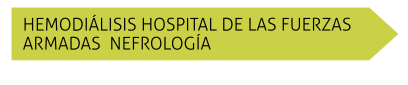 HEMODIÁLISIS HOSPITAL DE LAS FUERZAS
ARMADAS  NEFROLOGÍA